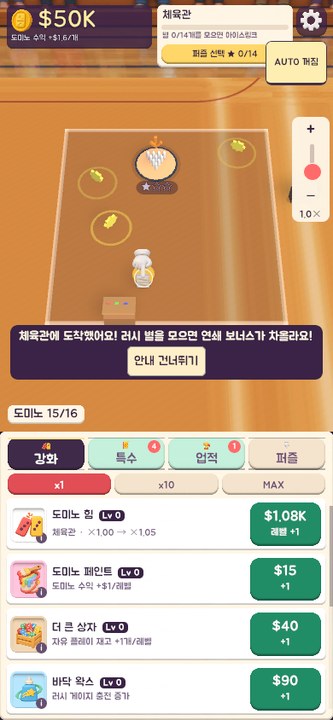 $50K
도미노 수익 +$1.6/개
체육관
별 0/14개를 모으면 아이스링크
퍼즐 선택 ★ 0/14
AUTO 꺼짐
+
−
1.0×
체육관에 도착했어요! 러시 별을 모으면 연쇄 보너스가 차올라요!
안내 건너뛰기
도미노 15/16
강화
특수
4
업적
1
퍼즐
x1
x10
MAX
도미노 힘 Lv 0
체육관 · ×1.00 → ×1.05
$1.08K
레벨 +1
도미노 페인트 Lv 0
도미노 수익 +$1/레벨
$15
+1
더 큰 상자 Lv 0
자유 플레이 재고 +1개/레벨
$40
+1
바닥 왁스 Lv 0
러시 게이지 충전 증가
$90
+1